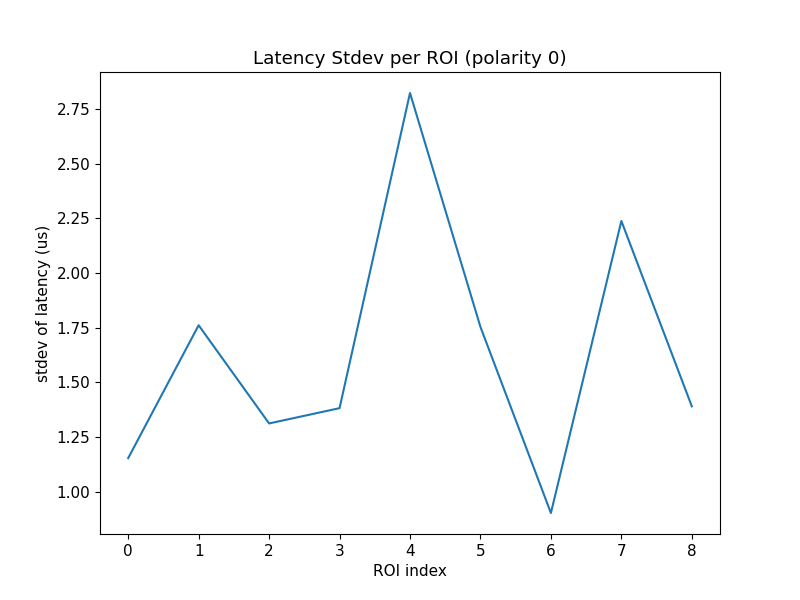 Latency Stdev per ROI (polarity 0)
stdev of latency (us)
2.75
2.50
2.25
2.00
1.75
1.50
1.25
1.00
0 1 2 3 4 5 6 7 8
ROI index